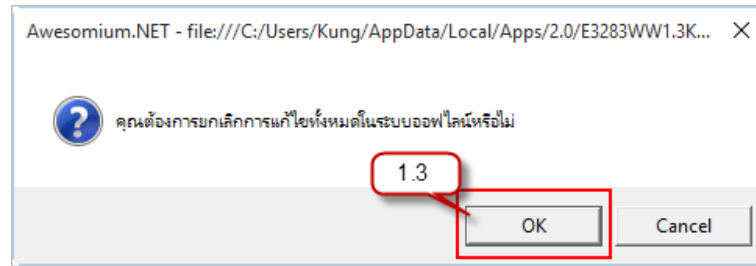 Awesomium.NET - file:///C:/Users/Kung/AppData/Local/Apps/2.0/E3283WW1.3K...
คุณต้องการยกเลิกการแก้ไขทั้งหมดในระบบออฟไลน์หรือไม่
1.3
OK
Cancel